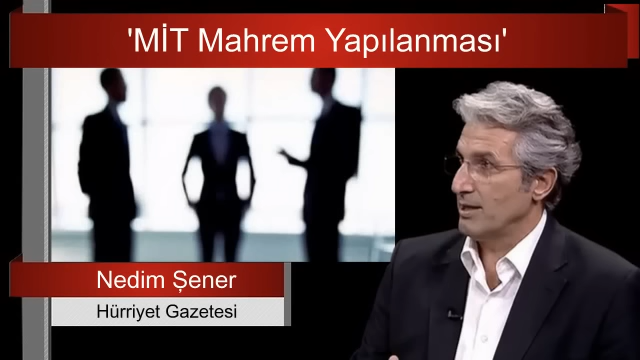 'MİT Mahrem Yapılanması'
Nedim Şener
Hürriyet Gazetesi